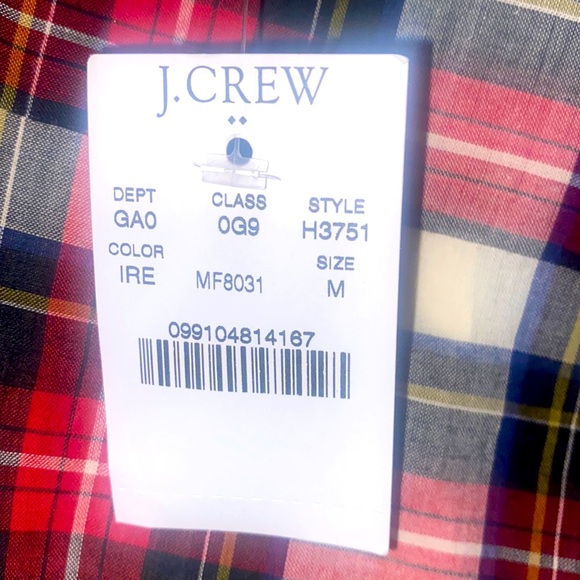 J.CREW
DEPT CLASS STYLE
GA0 0G9 H3751
COLOR SIZE
IRE MF8031 M
099104814167